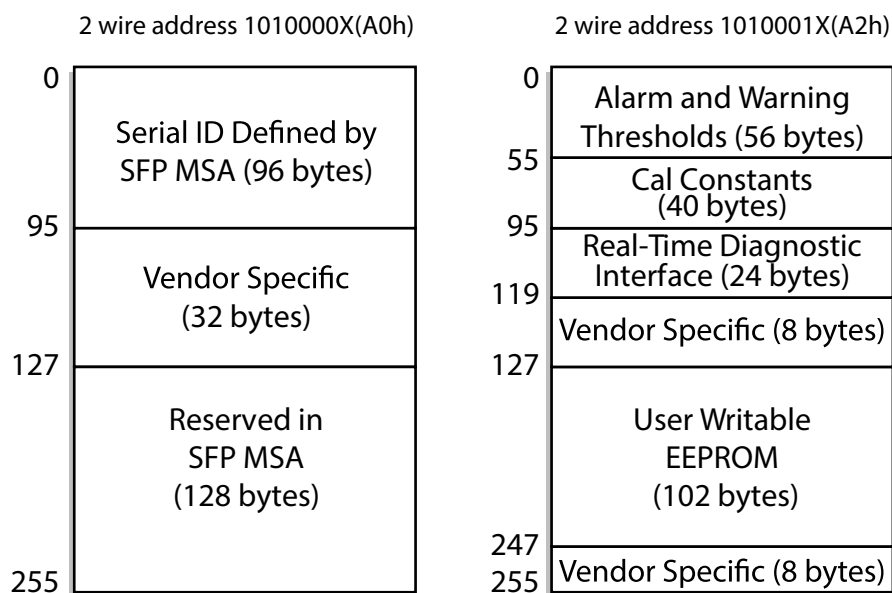 2 wire address 1010000X(A0h)
0
Serial ID Defined by
SFP MSA (96 bytes)
95
Vendor Specific
(32 bytes)
127
Reserved in
SFP MSA
(128 bytes)
255
2 wire address 1010001X(A2h)
0
Alarm and Warning
Thresholds (56 bytes)
55
Cal Constants
(40 bytes)
95
Real-Time Diagnostic
Interface (24 bytes)
119
Vendor Specific (8 bytes)
127
User Writable
EEPROM
(102 bytes)
247
Vendor Specific (8 bytes)
255